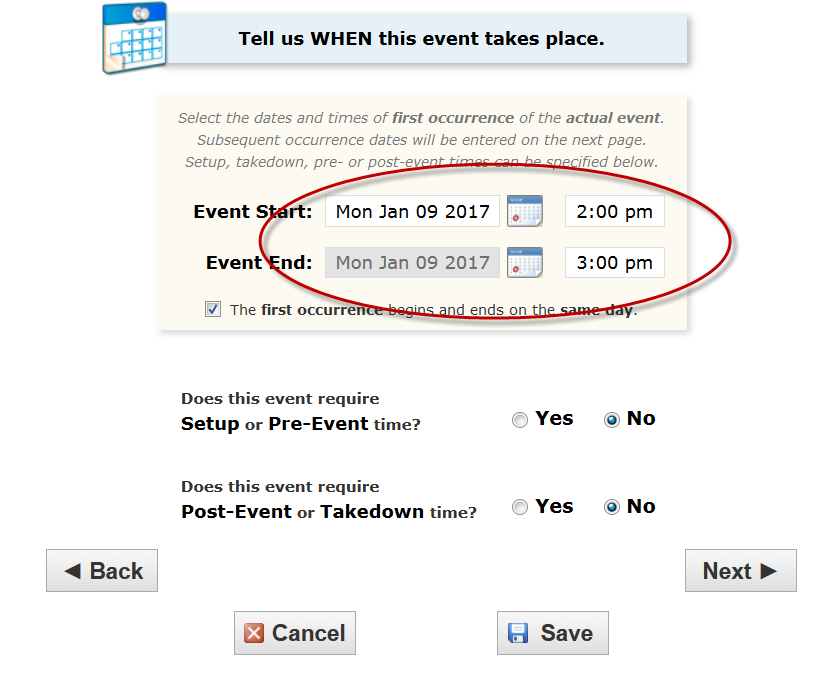 Tell us WHEN this event takes place.
Select the dates and times of first occurrence of the actual event.
Subsequent occurrence dates will be entered on the next page.
Setup, takedown, pre- or post-event times can be specified below.
Event Start: Mon Jan 09 2017 2:00 pm
Event End: Mon Jan 09 2017 3:00 pm
The first occurrence begins and ends on the same day.
Does this event require
Setup or Pre-Event time? Yes No
Does this event require
Post-Event or Takedown time? Yes No
Back Next
Cancel Save